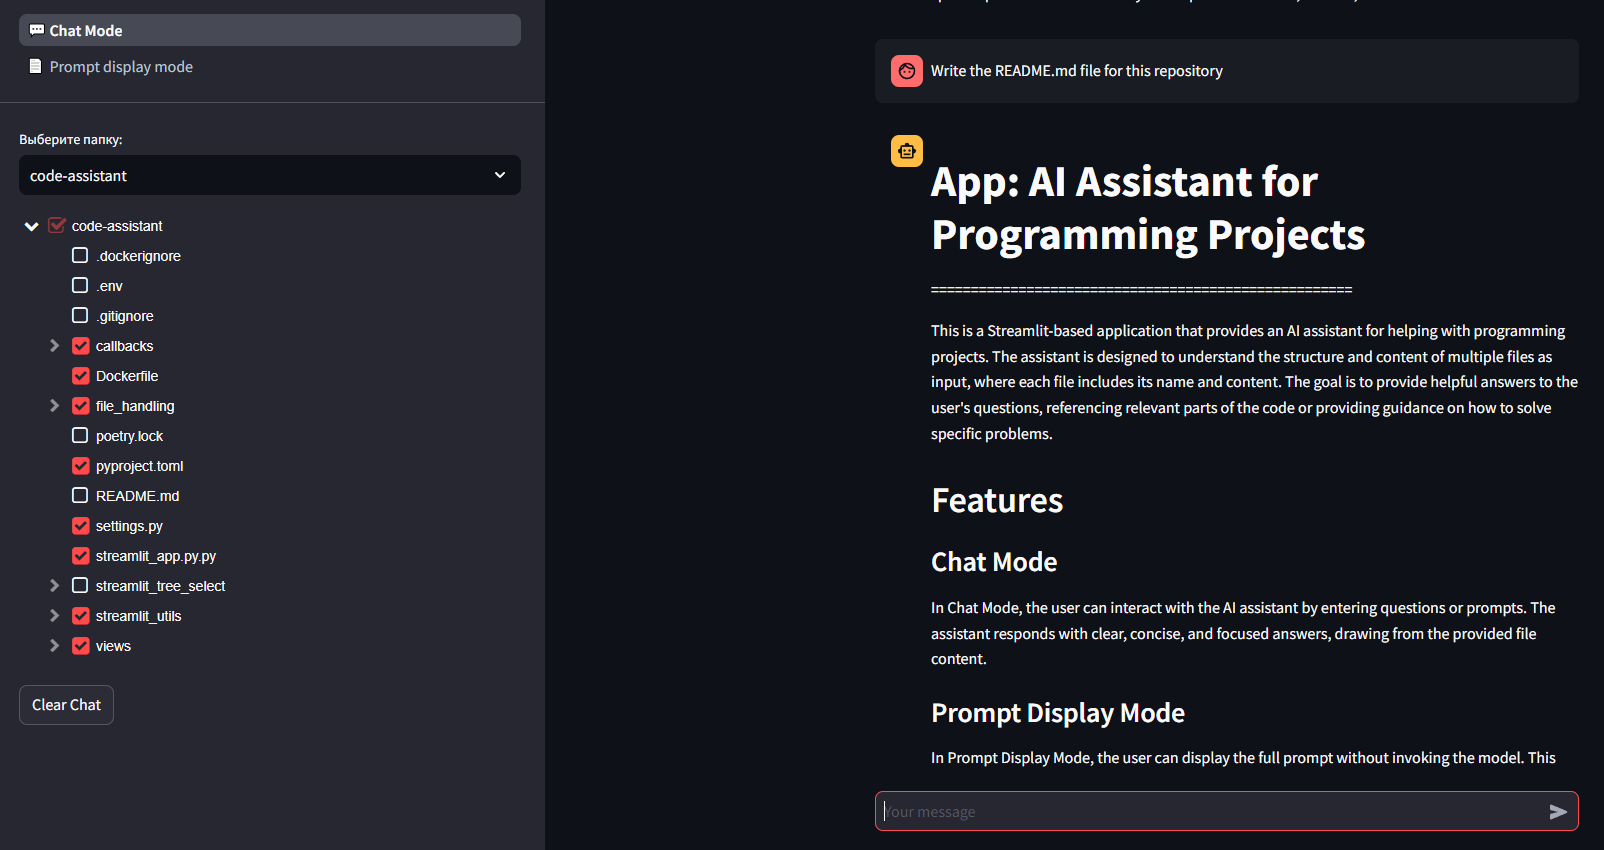 Chat Mode
Prompt display mode
Выберите папку:
code-assistant
code-assistant
.dockerignore
.env
.gitignore
callbacks
Dockerfile
file_handling
poetry.lock
pyproject.toml
README.md
settings.py
streamlit_app.py.py
streamlit_tree_select
streamlit_utils
views
Clear Chat
Write the README.md file for this repository
App: AI Assistant for
Programming Projects
=====================================================
This is a Streamlit-based application that provides an AI assistant for helping with programming
projects. The assistant is designed to understand the structure and content of multiple files as
input, where each file includes its name and content. The goal is to provide helpful answers to the
user's questions, referencing relevant parts of the code or providing guidance on how to solve
specific problems.
Features
Chat Mode
In Chat Mode, the user can interact with the AI assistant by entering questions or prompts. The
assistant responds with clear, concise, and focused answers, drawing from the provided file
content.
Prompt Display Mode
In Prompt Display Mode, the user can display the full prompt without invoking the model. This
Your message